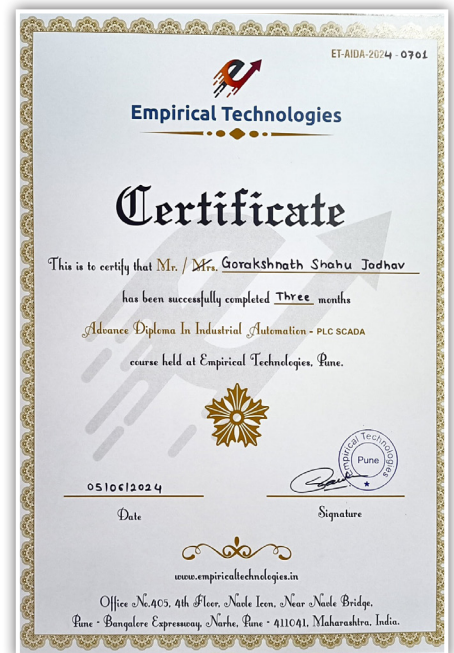 ET-AIDA-2024 - 0701
Empirical Technologies
Certificate
This is to certify that Mr. / Mrs. Gorakshnath Shahu Jadhav
has been successfully completed Three months
Advance Diploma In Industrial Automation - PLC SCADA
course held at Empirical Technologies, Pune.
Empirical Technologies
Pune
05/06/2024
Date
Signature
www.empiricaltechnologies.in
Office No.405, 4th Floor, Navle Icon, Near Navle Bridge,
Pune - Bangalore Expressway, Narhe, Pune - 411041, Maharashtra, India.